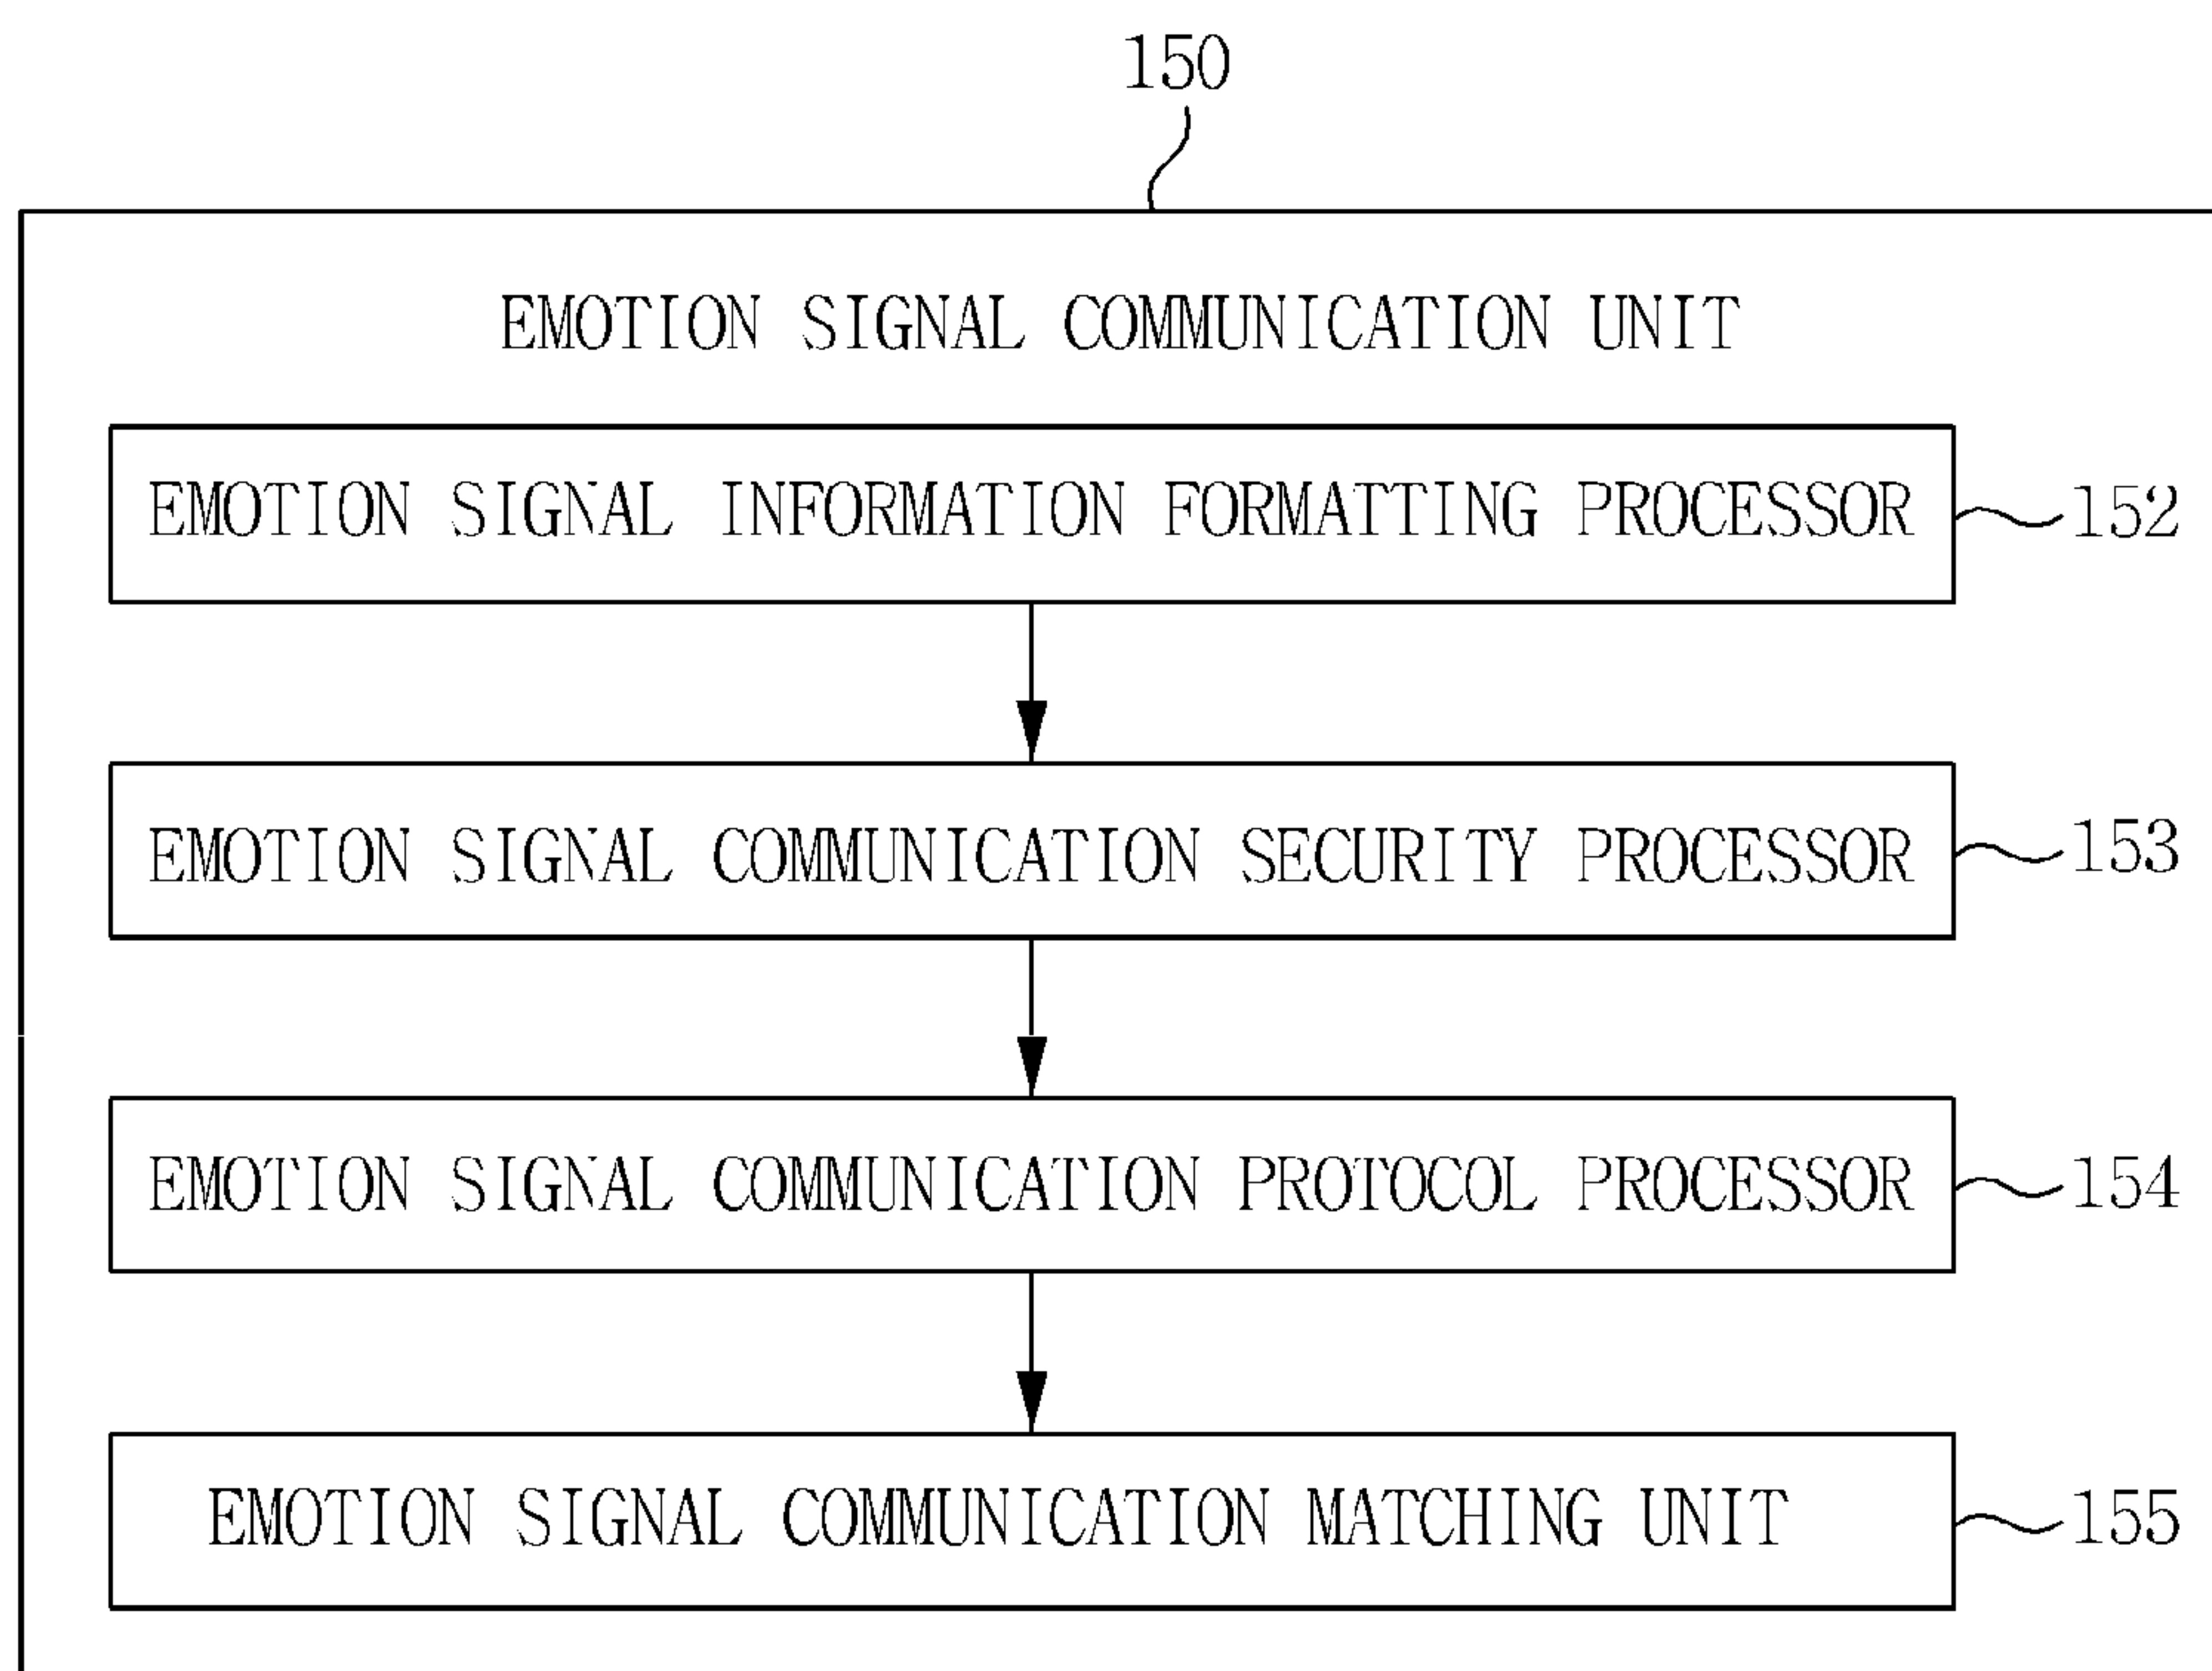 150
EMOTION SIGNAL COMMUNICATION UNIT
EMOTION SIGNAL INFORMATION FORMATTING PROCESSOR
152
EMOTION SIGNAL COMMUNICATION SECURITY PROCESSOR
153
EMOTION SIGNAL COMMUNICATION PROTOCOL PROCESSOR
154
EMOTION SIGNAL COMMUNICATION MATCHING UNIT
155